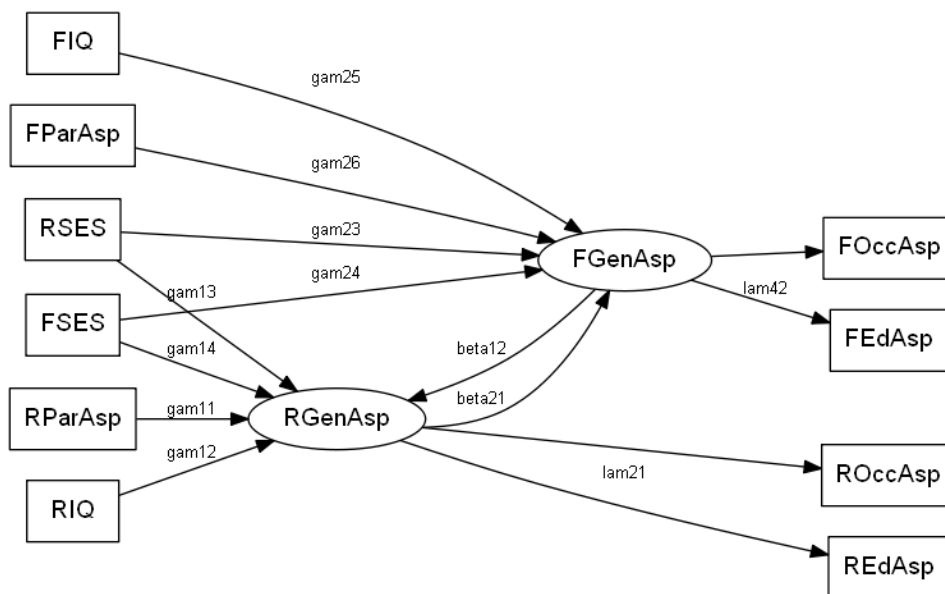 FIQ
gam25
FParAsp
gam26
RSES
gam23
FGenAsp
FOccAsp
gam24
gam13
lam42
FSES
FEdAsp
gam14
beta12
beta21
RParAsp
gam11
RGenAsp
gam12
lam21
ROccAsp
RIQ
REdAsp